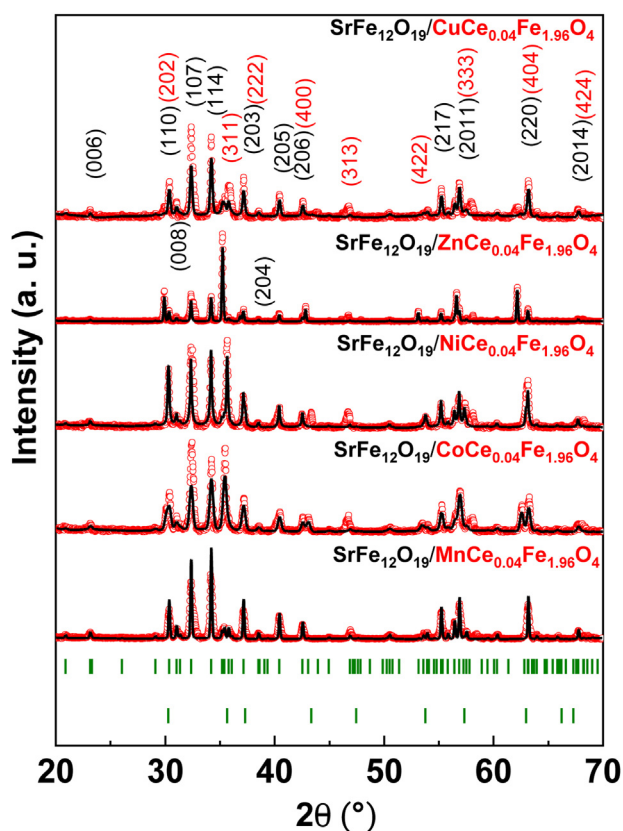 SrFe12O19/CuCe0.04Fe1.96O4
(006)
(110)
(202)
(107)
(114)
(311)
(222)
(203)
(205)
(206)
(400)
(313)
(422)
(217)
(333)
(2011)
(220)
(404)
(2014)
(424)
SrFe12O19/ZnCe0.04Fe1.96O4
(008)
(204)
SrFe12O19/NiCe0.04Fe1.96O4
SrFe12O19/CoCe0.04Fe1.96O4
SrFe12O19/MnCe0.04Fe1.96O4
Intensity (a. u.)
20 30 40 50 60 70
2θ (°)